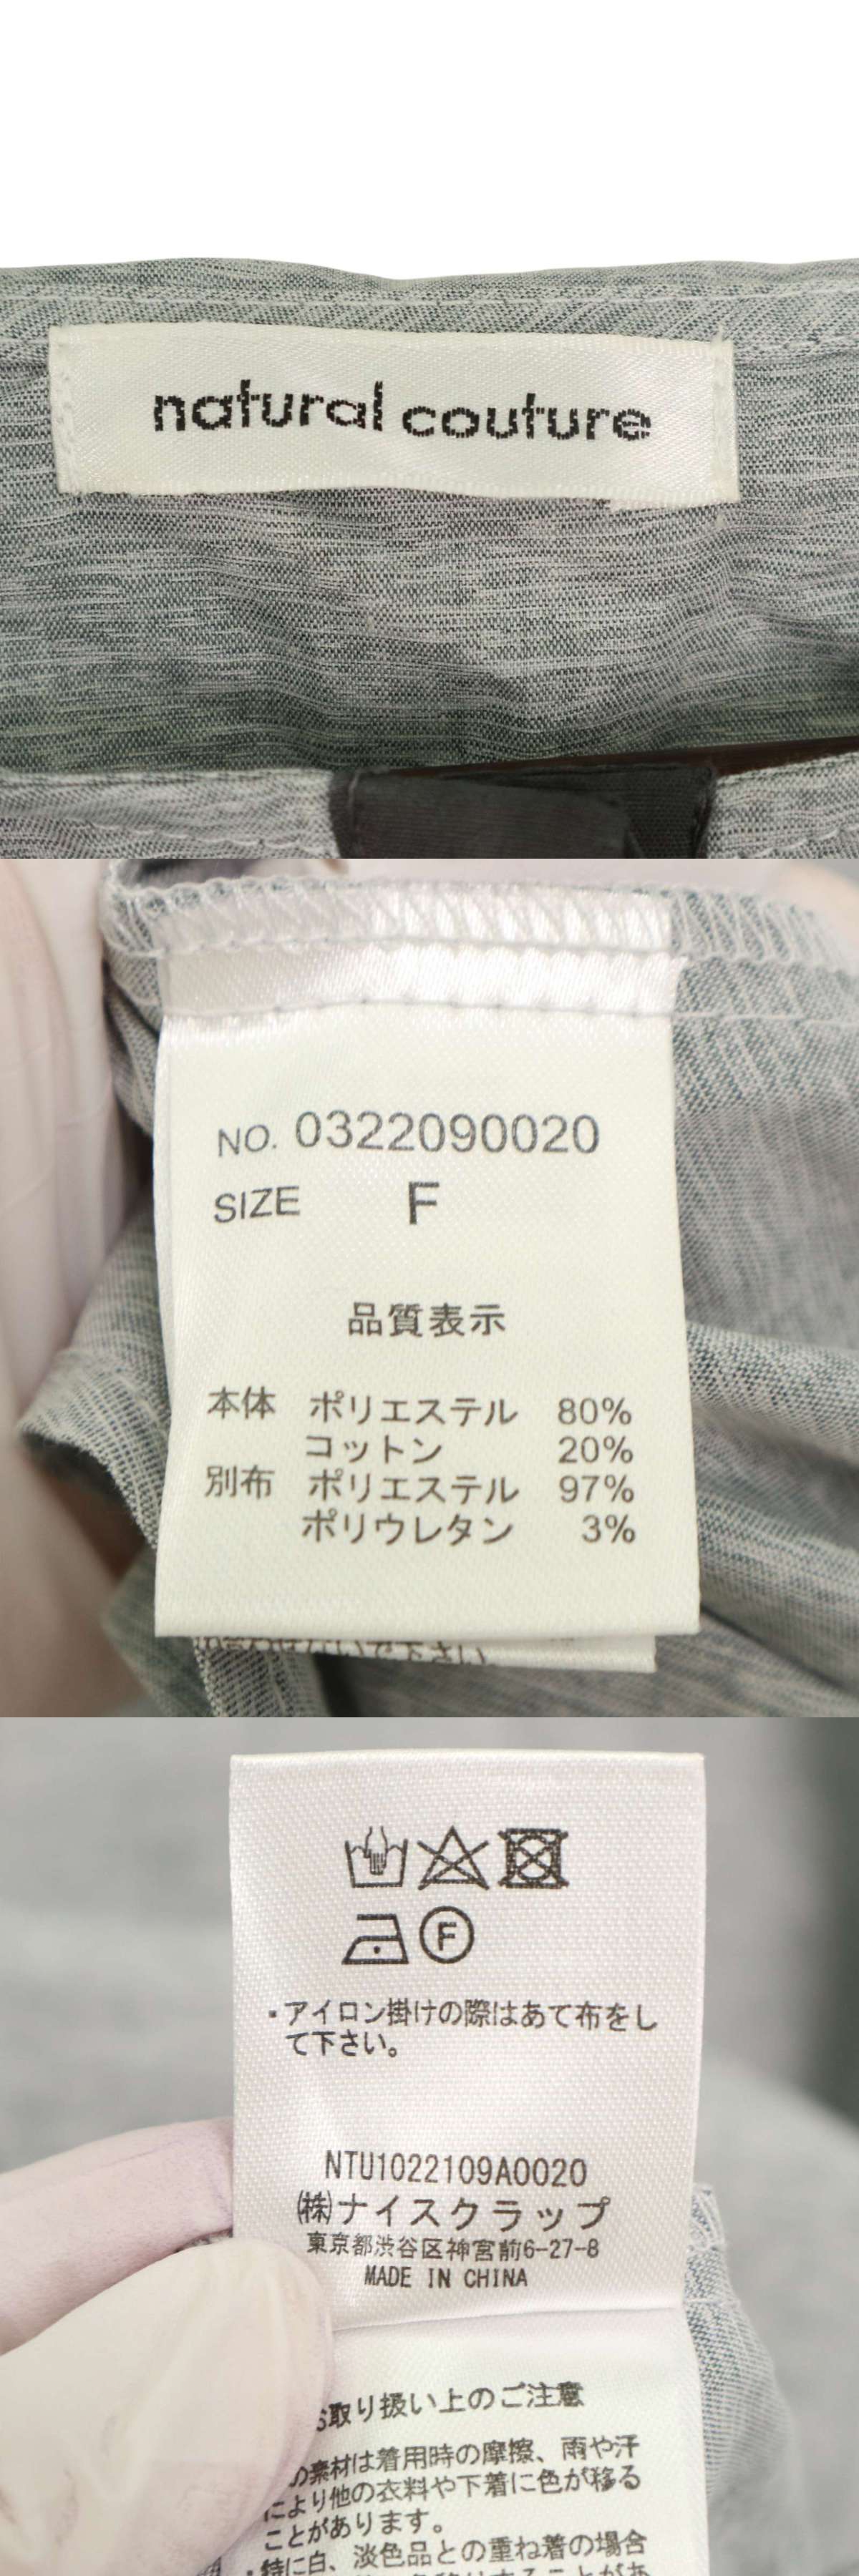 natural couture
NO. 0322090020
SIZE F
品質表示
本体 ポリエステル 80%
コットン 20%
別布 ポリエステル 97%
ポリウレタン 3%
ないで下さい
F
・アイロン掛けの際はあて布をし
て下さい。
NTU1022109A0020
㈱ナイスクラップ
東京都渋谷区神宮前6-27-8
MADE IN CHINA
取り扱い上のご注意
の素材は着用時の摩擦、雨や汗
により他の衣料や下着に色が移る
ことがあります。
・特に白、淡色品との重ね着の場合